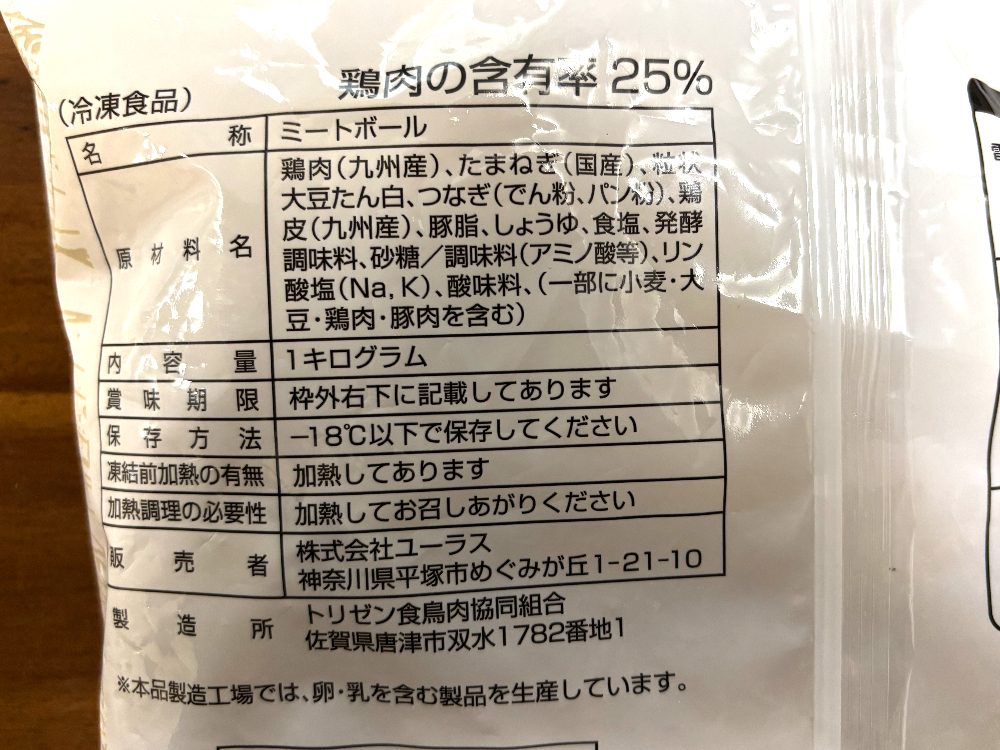 鶏肉の含有率 25%
(冷凍食品)
名称 ミートボール
原材料名 鶏肉(九州産)、たまねぎ(国産)、粒状
大豆たん白、つなぎ(でん粉、パン粉)、鶏
皮(九州産)、豚脂、しょうゆ、食塩、発酵
調味料、砂糖／調味料(アミノ酸等)、リン
酸塩(Na, K)、酸味料、(一部に小麦・大
豆・鶏肉・豚肉を含む)
内容量 1キログラム
賞味期限 枠外右下に記載してあります
保存方法 −18℃以下で保存してください
凍結前加熱の有無 加熱してあります
加熱調理の必要性 加熱してお召しあがりください
販売者 株式会社ユーラス
神奈川県平塚市めぐみが丘1-21-10
製造所 トリゼン食鳥肉協同組合
佐賀県唐津市双水1782番地1
※本品製造工場では、卵・乳を含む製品を生産しています。